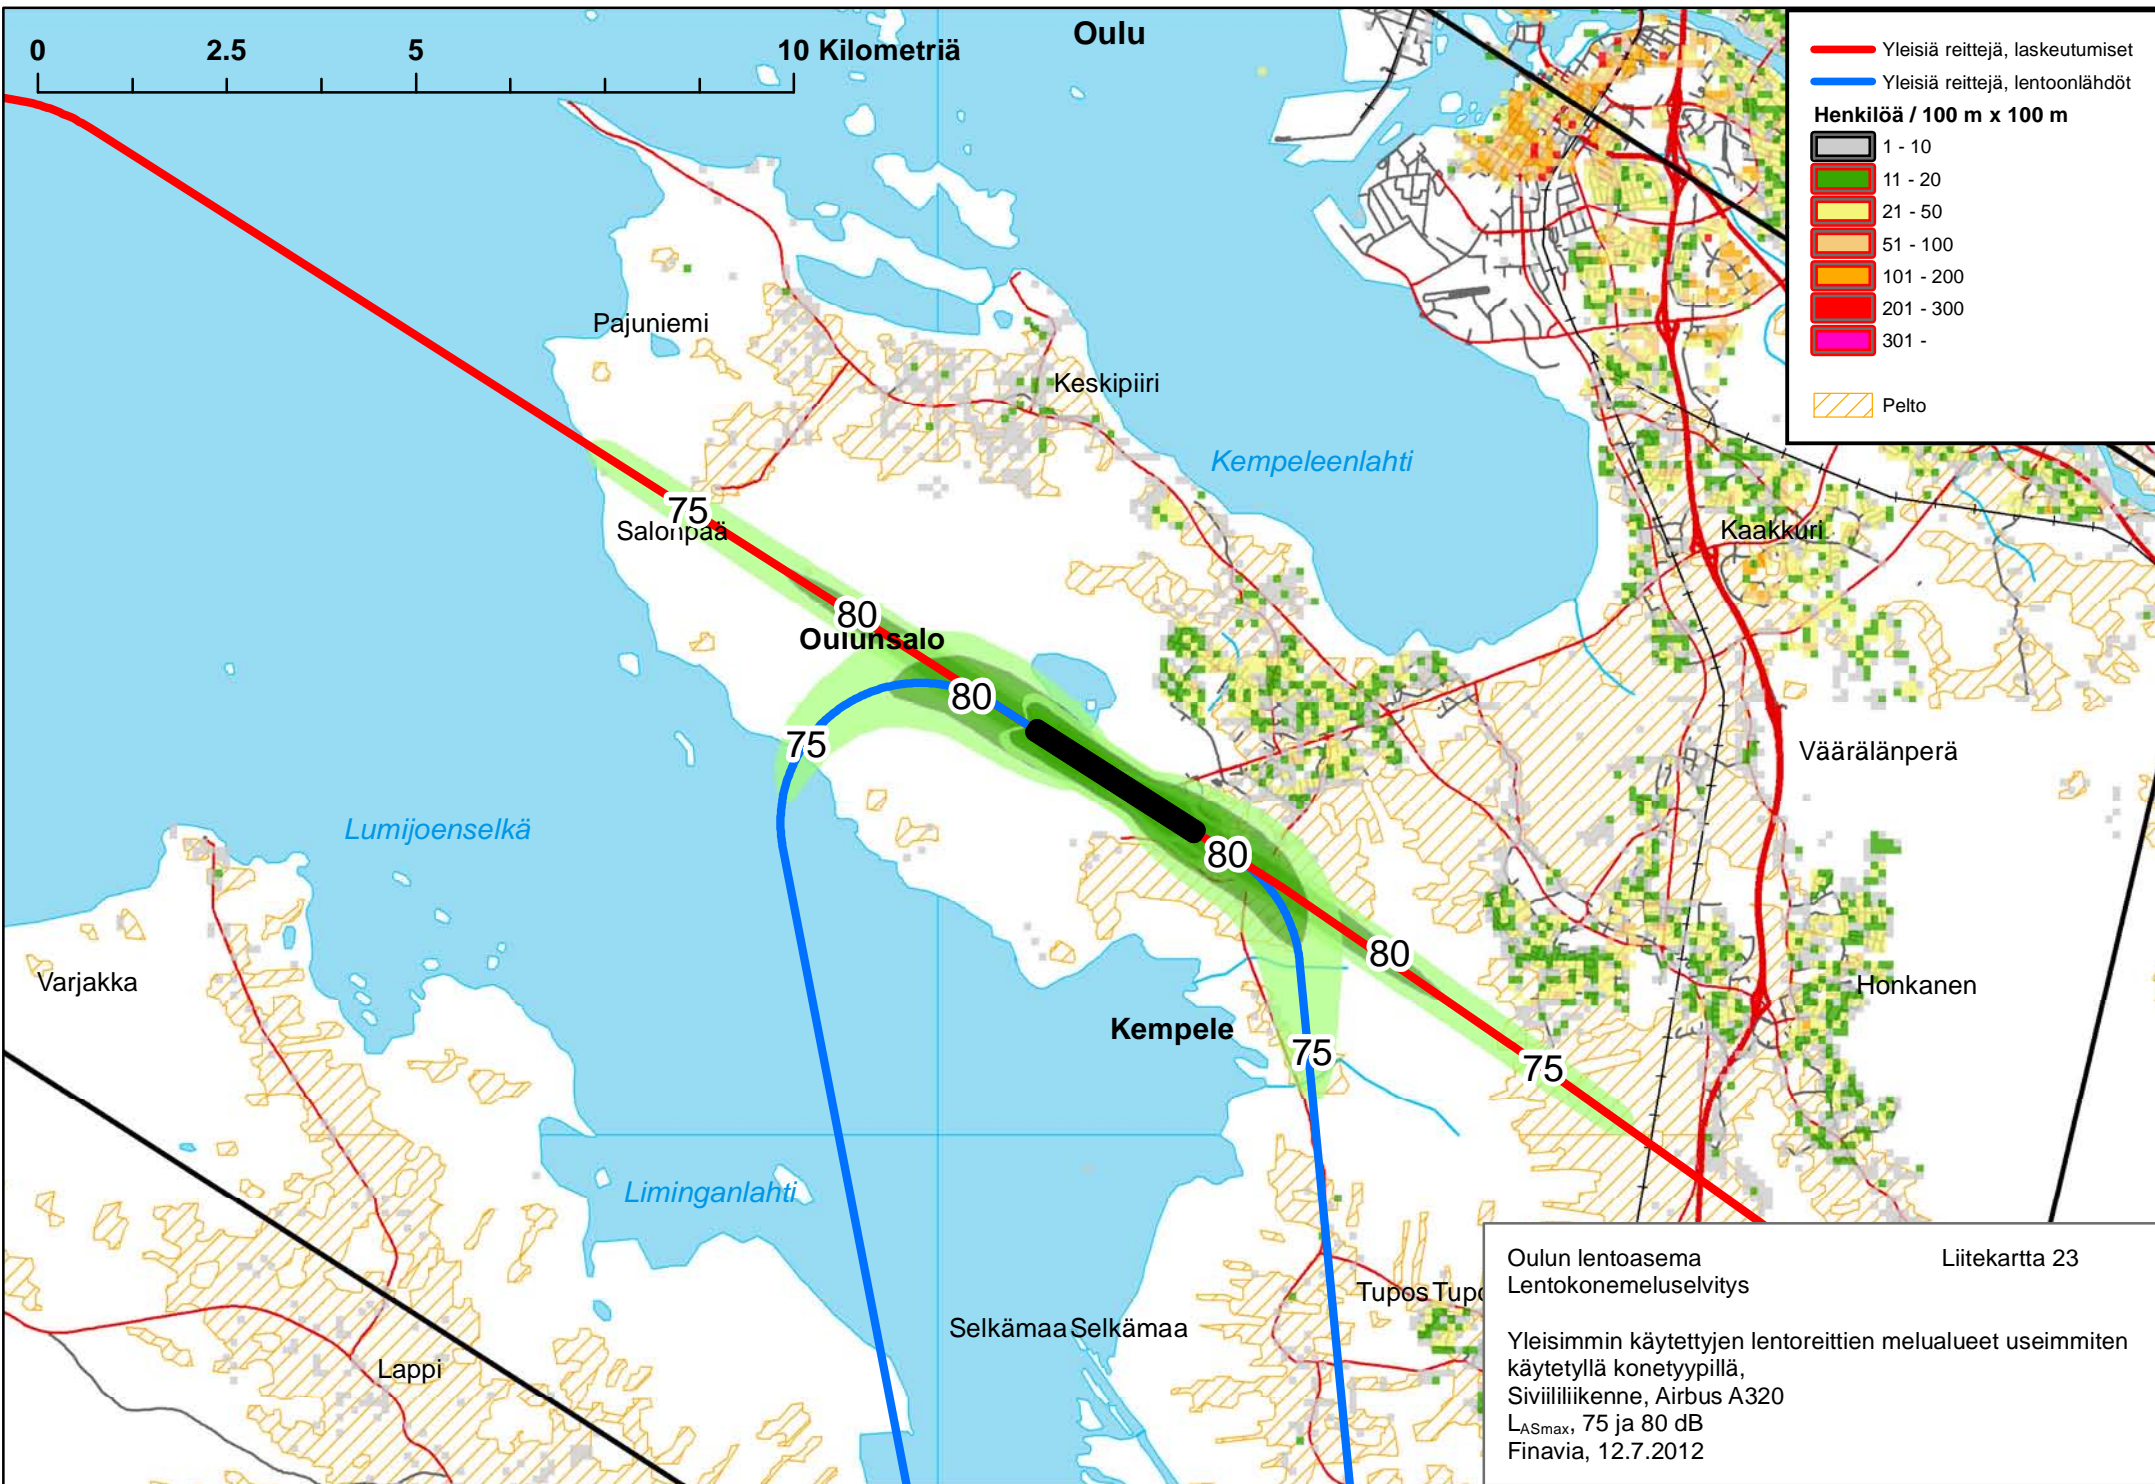 0 2.5 5 10 Kilometriä
Oulu
Yleisiä reittejä, laskeutumiset
Yleisiä reittejä, lentoonlähdöt
Henkilöä / 100 m x 100 m
1 - 10
11 - 20
21 - 50
51 - 100
101 - 200
201 - 300
301 -
Pelto
Pajuniemi
Keskipiiri
Kempeleenlahti
75
Salonpää
Kaakkuri
80
Oulunsalo
80
75
Väärälänperä
Lumijoenselkä
80
80
Varjakka
Honkanen
Kempele
75
75
Liminganlahti
Tupos Tupo
Selkämaa Selkämaa
Lappi
Oulun lentoasema Liitekartta 23
Lentokonemeluselvitys
Yleisimmin käytettyjen lentoreittien melualueet useimmiten
käytetyllä konetyypillä,
Siviililiikenne, Airbus A320
LASmax, 75 ja 80 dB
Finavia, 12.7.2012